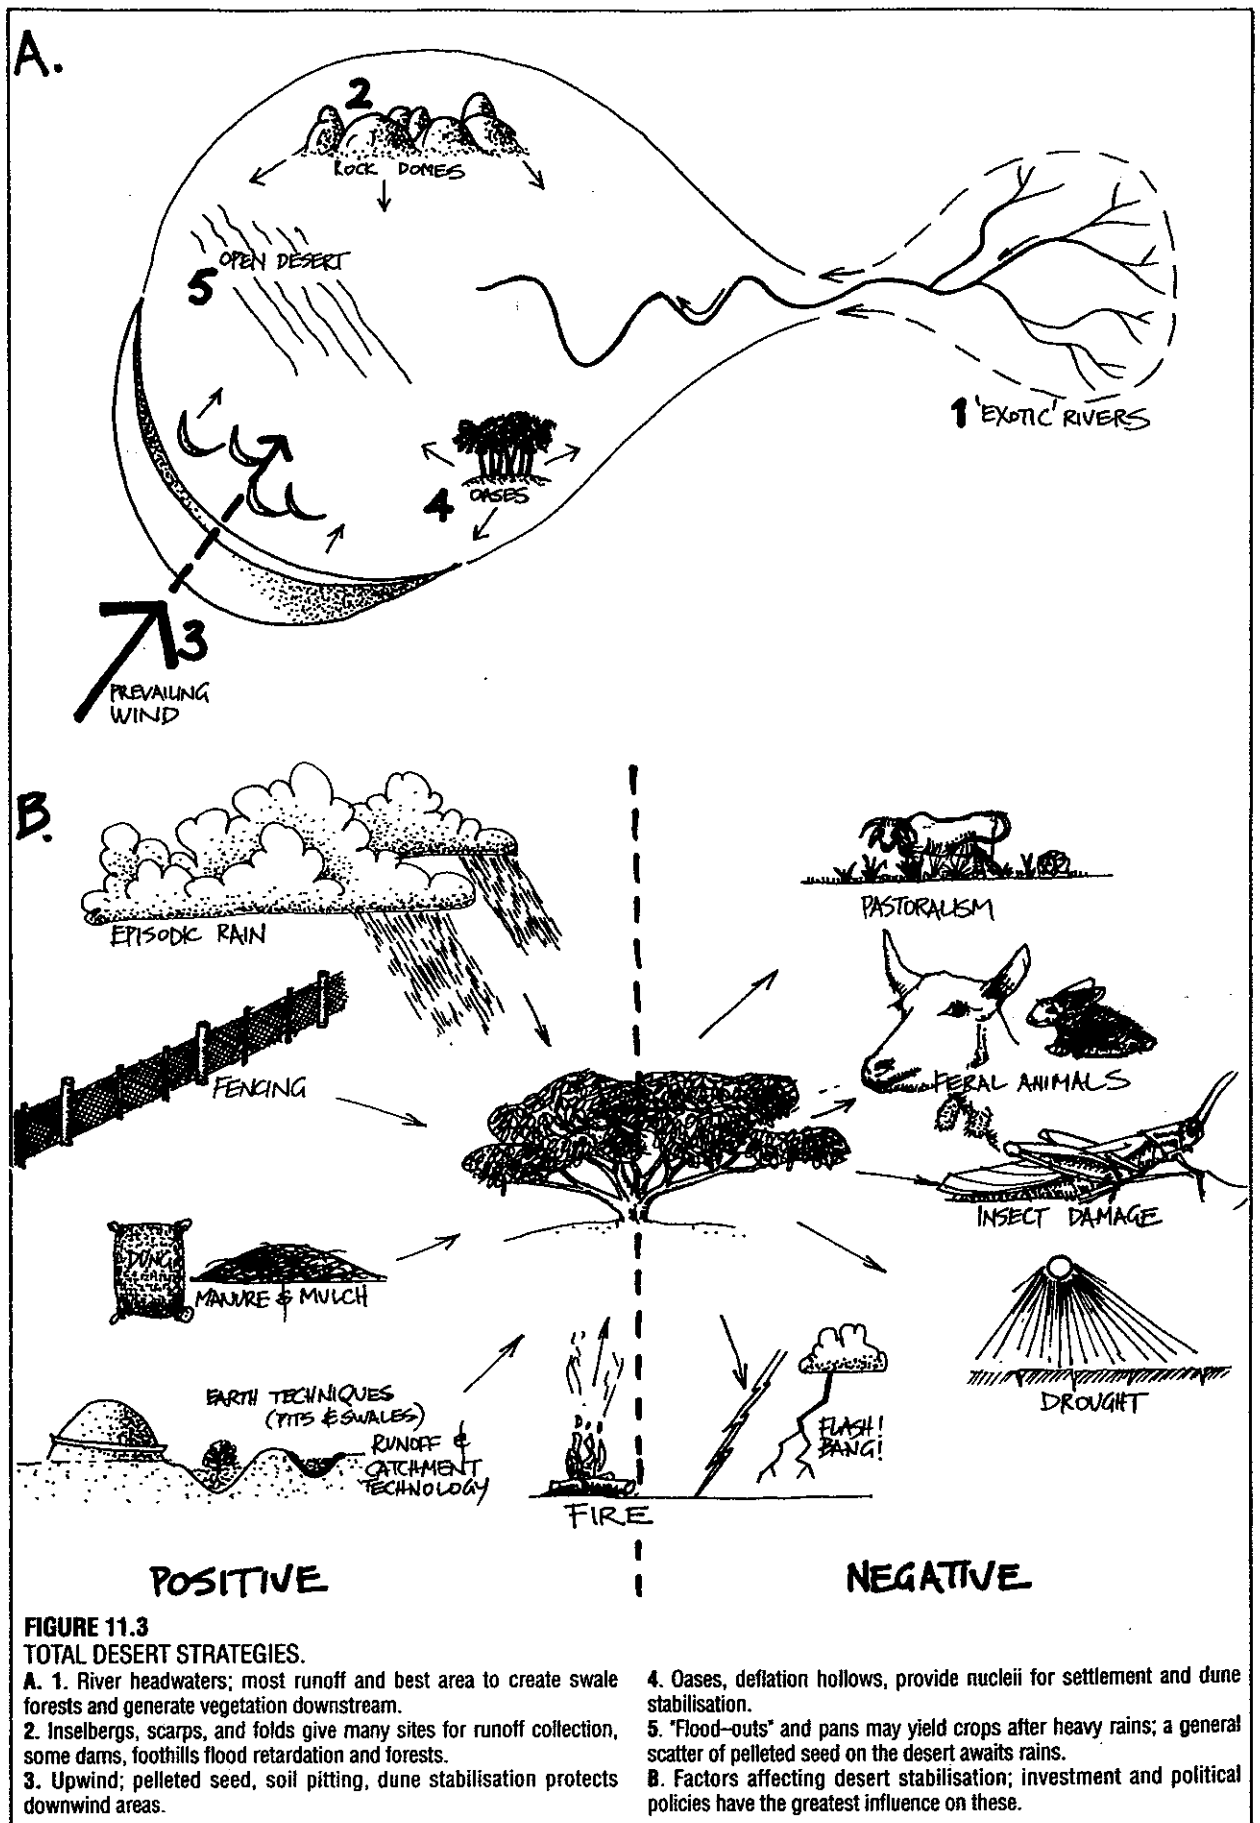 A.
2
ROCK DOMES
OPEN DESERT
5
1 'EXOTIC' RIVERS
4 OASES
3
PREVAILING
WIND
B.
EPISODIC RAIN
PASTORALISM
FENCING
FERAL ANIMALS
INSECT DAMAGE
DUNG
MANURE & MULCH
DROUGHT
EARTH TECHNIQUES
(PITS & SWALES)
RUNOFF &
CATCHMENT
TECHNOLOGY
FLASH!
BANG!
FIRE
POSITIVE
NEGATIVE
FIGURE 11.3
TOTAL DESERT STRATEGIES.
A. 1. River headwaters; most runoff and best area to create swale
forests and generate vegetation downstream.
2. Inselbergs, scarps, and folds give many sites for runoff collection,
some dams, foothills flood retardation and forests.
3. Upwind; pelleted seed, soil pitting, dune stabilisation protects
downwind areas.
4. Oases, deflation hollows, provide nucleii for settlement and dune
stabilisation.
5. "Flood-outs" and pans may yield crops after heavy rains; a general
scatter of pelleted seed on the desert awaits rains.
B. Factors affecting desert stabilisation; investment and political
policies have the greatest influence on these.